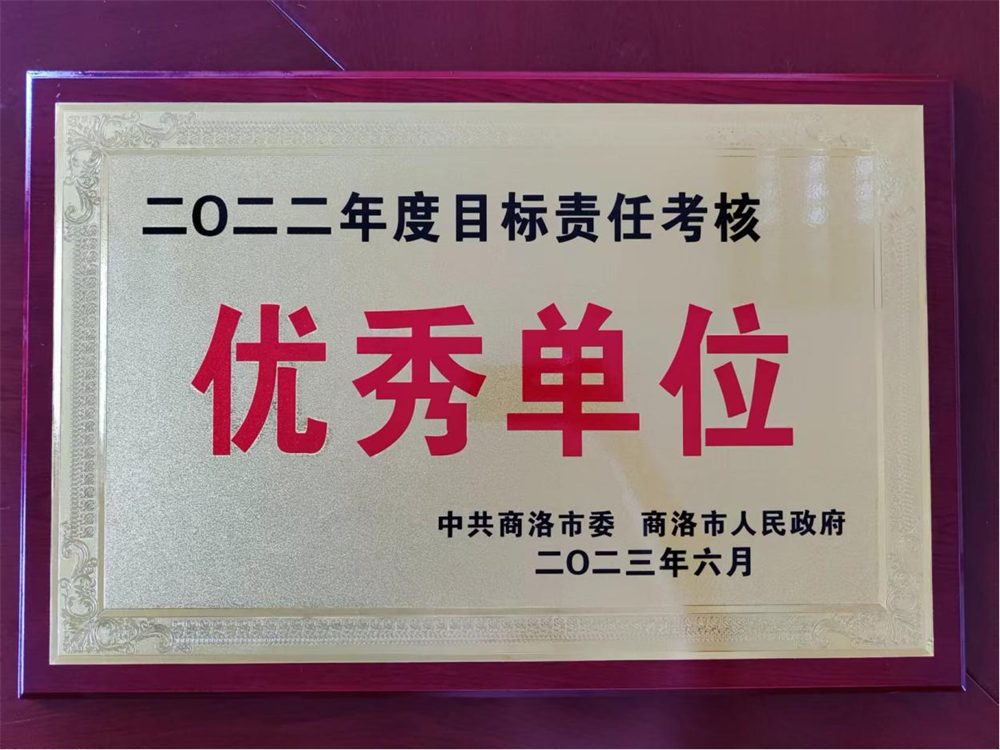 二〇二二年度目标责任考核
优秀单位
中共商洛市委 商洛市人民政府
二〇二三年六月